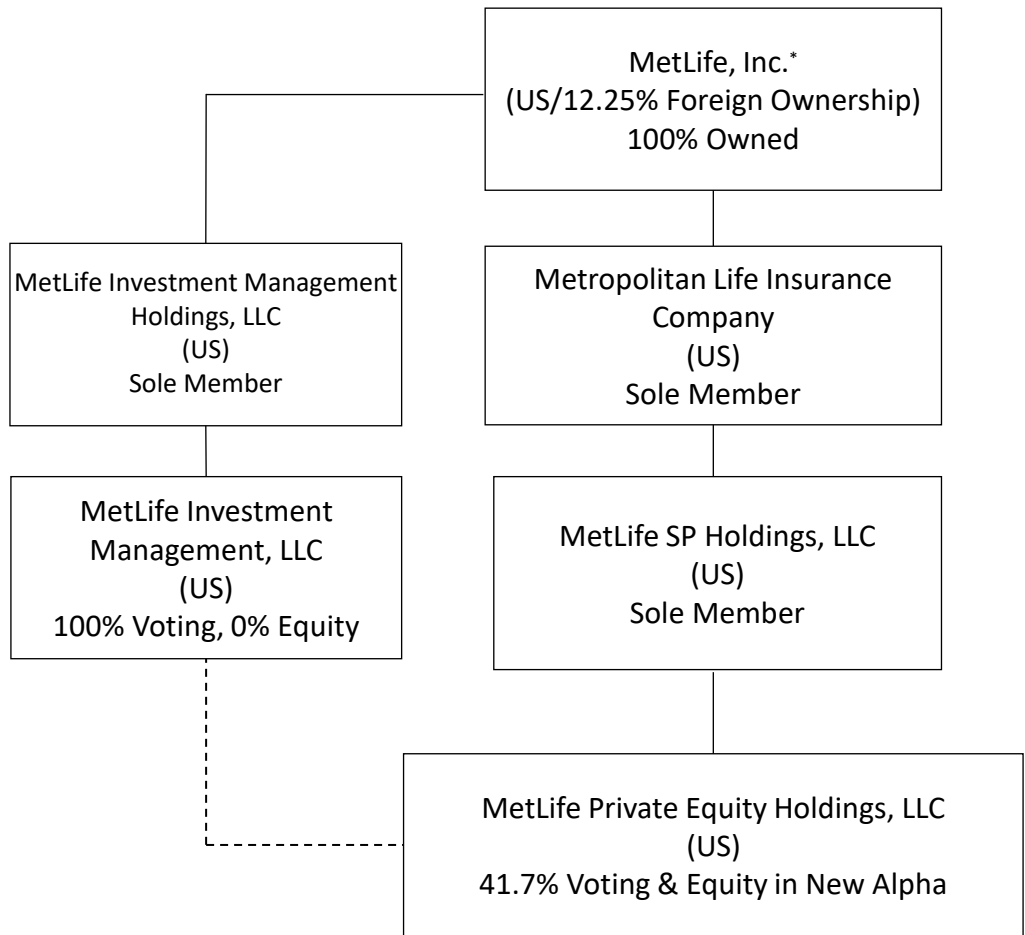 MetLife, Inc.*
(US/12.25% Foreign Ownership)
100% Owned
MetLife Investment Management
Holdings, LLC
(US)
Sole Member
Metropolitan Life Insurance
Company
(US)
Sole Member
MetLife Investment
Management, LLC
(US)
100% Voting, 0% Equity
MetLife SP Holdings, LLC
(US)
Sole Member
MetLife Private Equity Holdings, LLC
(US)
41.7% Voting & Equity in New Alpha